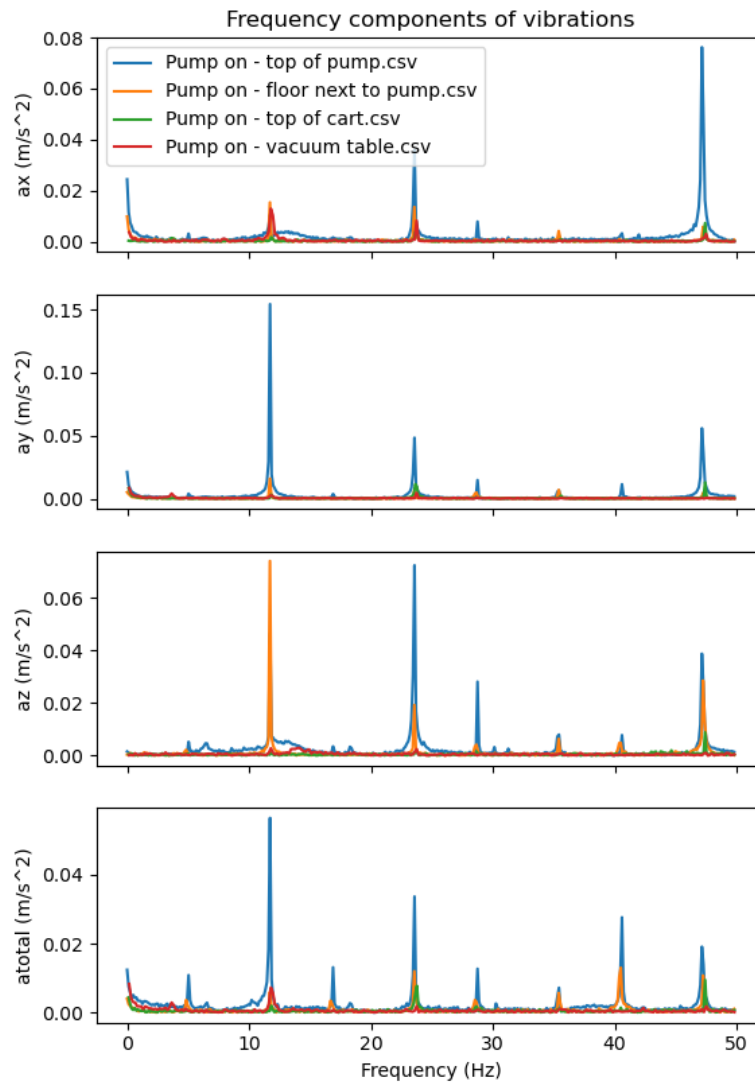 Frequency components of vibrations
0.08
0.06
0.04
0.02
0.00
ax (m/s^2)
Pump on - top of pump.csv
Pump on - floor next to pump.csv
Pump on - top of cart.csv
Pump on - vacuum table.csv
0.15
0.10
0.05
0.00
ay (m/s^2)
0.06
0.04
0.02
0.00
az (m/s^2)
0.04
0.02
0.00
atotal (m/s^2)
0 10 20 30 40 50
Frequency (Hz)